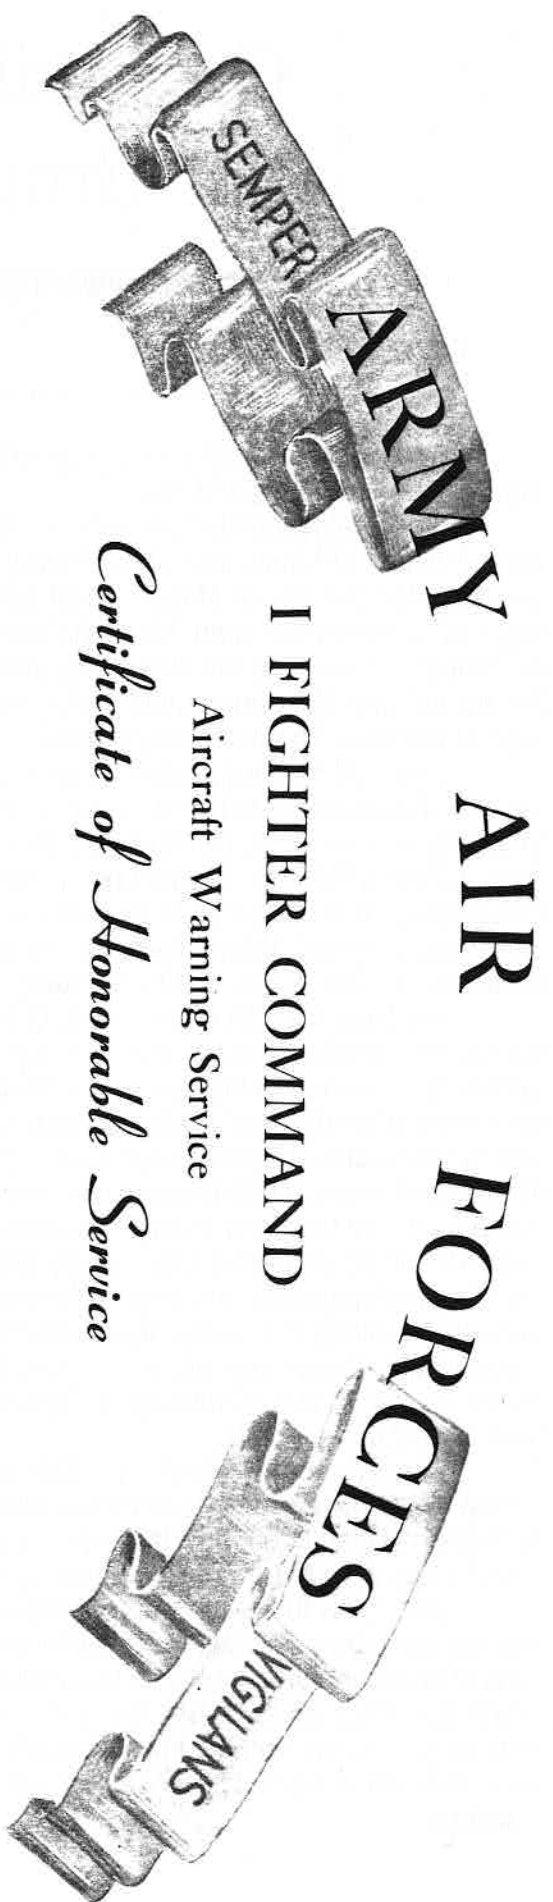 ARMY AIR FORCES
SEMPER VIGILANS
I FIGHTER COMMAND
Aircraft Warning Service
Certificate of Honorable Service